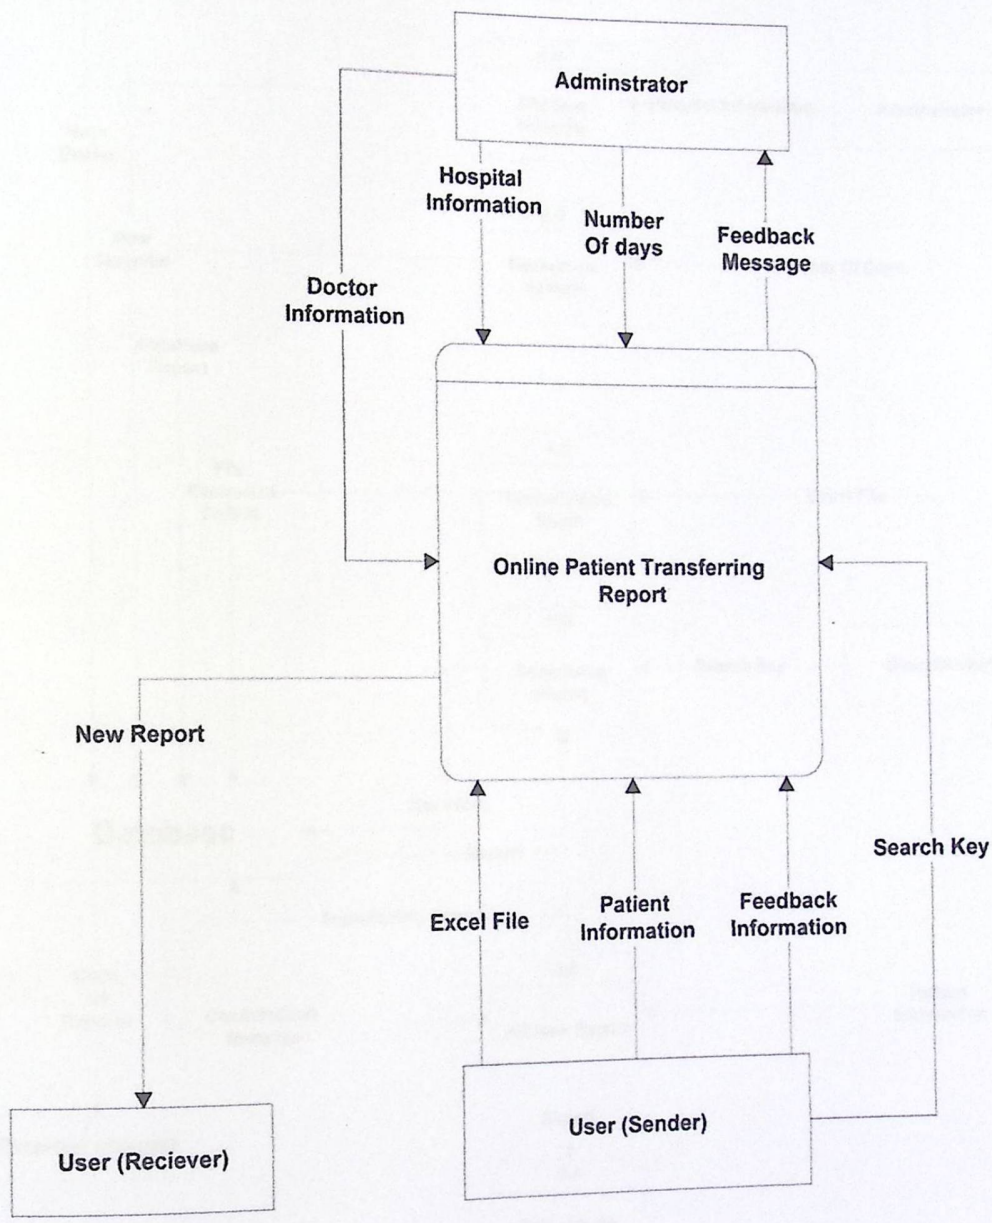 Adminstrator
Hospital
Information
Number
Of days
Feedback
Message
Doctor
Information
Online Patient Transferring
Report
New Report
Search Key
Excel File
Patient
Information
Feedback
Information
User (Sender)
User (Reciever)
Database